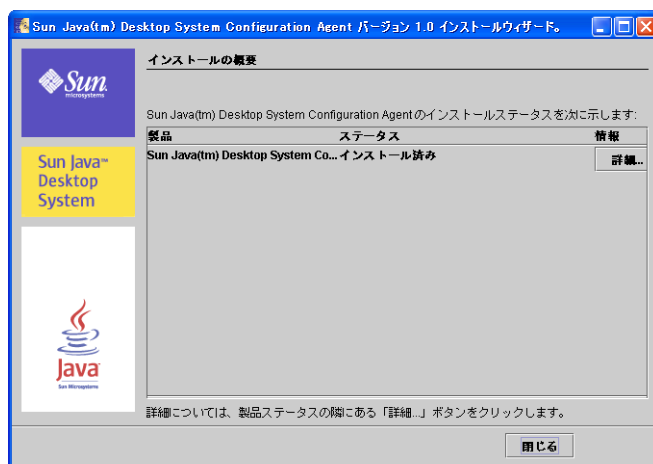 Sun Java(tm) Desktop System Configuration Agent バージョン 1.0 インストールウィザード。
Sun
microsystems
インストールの概要
Sun Java(tm) Desktop System Configuration Agentのインストールステータスを次に示します:
製品 ステータス 情報
Sun Java(tm) Desktop System Co... インストール済み 詳細...
Sun Java™
Desktop
System
Java
Sun Microsystems
詳細については、製品ステータスの隣にある「詳細...」ボタンをクリックします。
閉じる